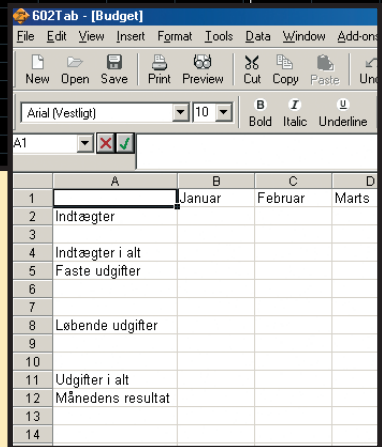 602Tab - [Budget]
File Edit View Insert Format Tools Data Window Add-ons
New Open Save Print Preview Cut Copy Paste
Arial (Vestligt) 10 B I U
Bold Italic Underline
A1
A B C D
1 Januar Februar Marts
2 Indtægter
3
4 Indtægter i alt
5 Faste udgifter
6
7
8 Løbende udgifter
9
10
11 Udgifter i alt
12 Månedens resultat
13
14